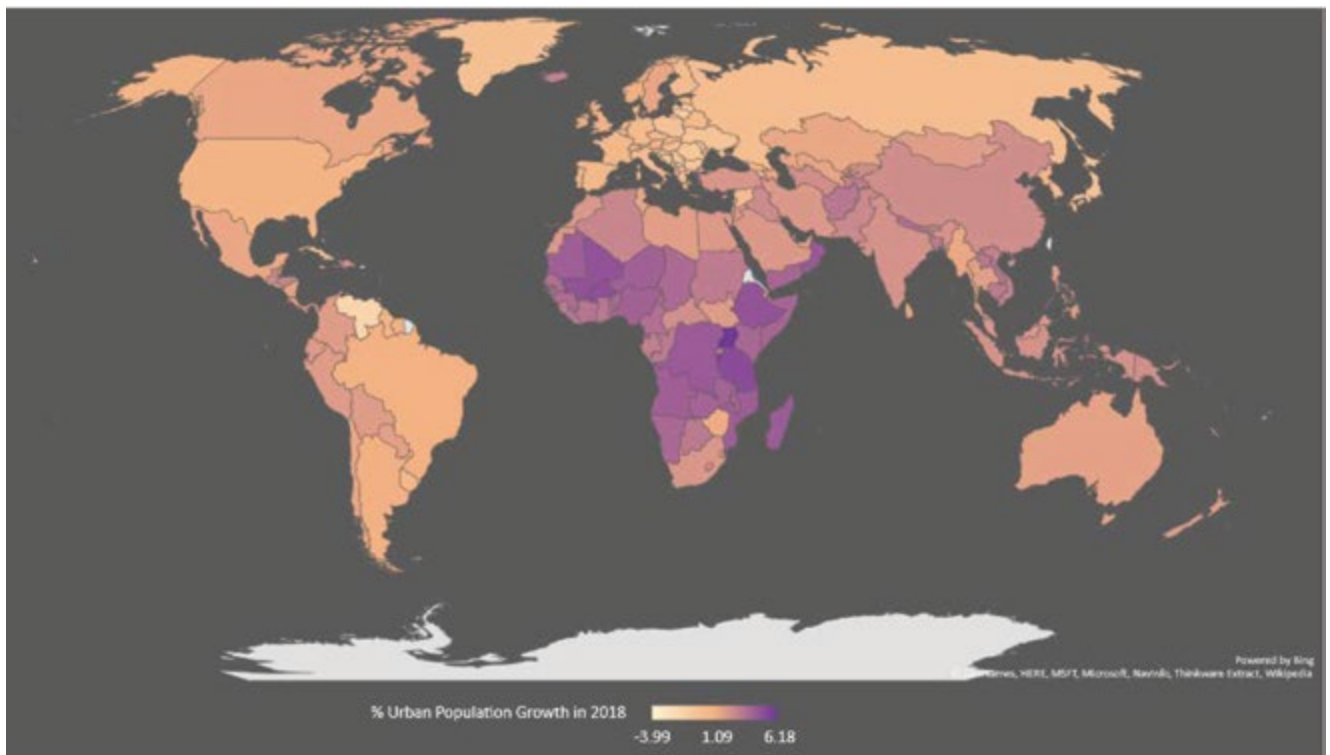 Powered by Bing
HERE, MSFT, Microsoft, NavInfo, Thinkware Extract, Wikipedia
% Urban Population Growth in 2018
-3.99 1.09 6.18